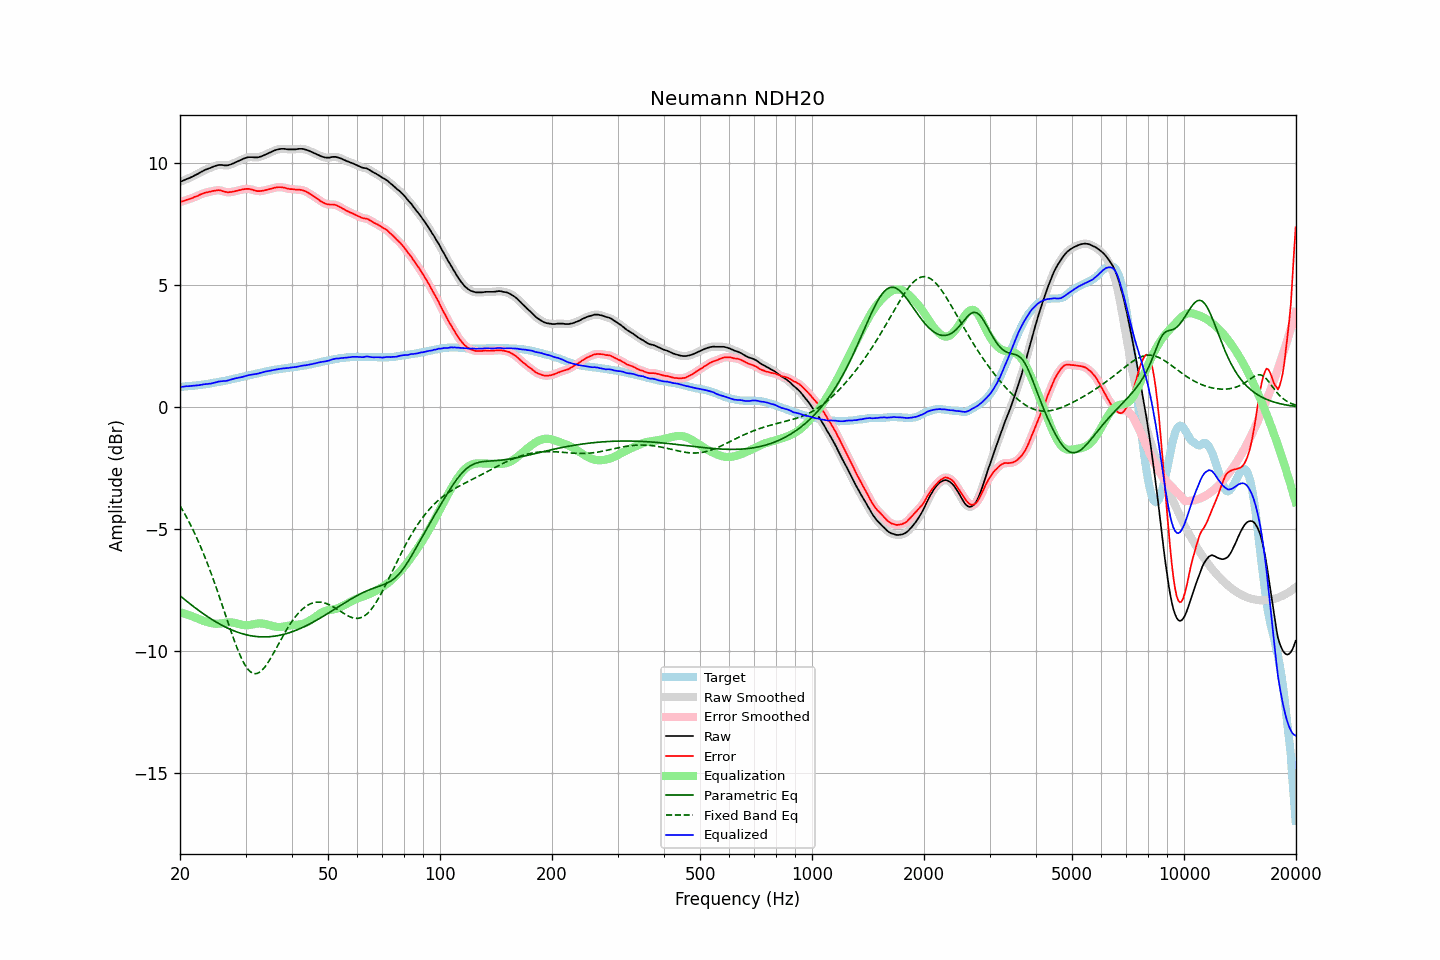 Neumann NDH20
Amplitude (dBr)
10
5
0
−5
−10
−15
20
50
100
200
500
1000
2000
5000
10000
20000
Frequency (Hz)
Target
Raw Smoothed
Error Smoothed
Raw
Error
Equalization
Parametric Eq
Fixed Band Eq
Equalized